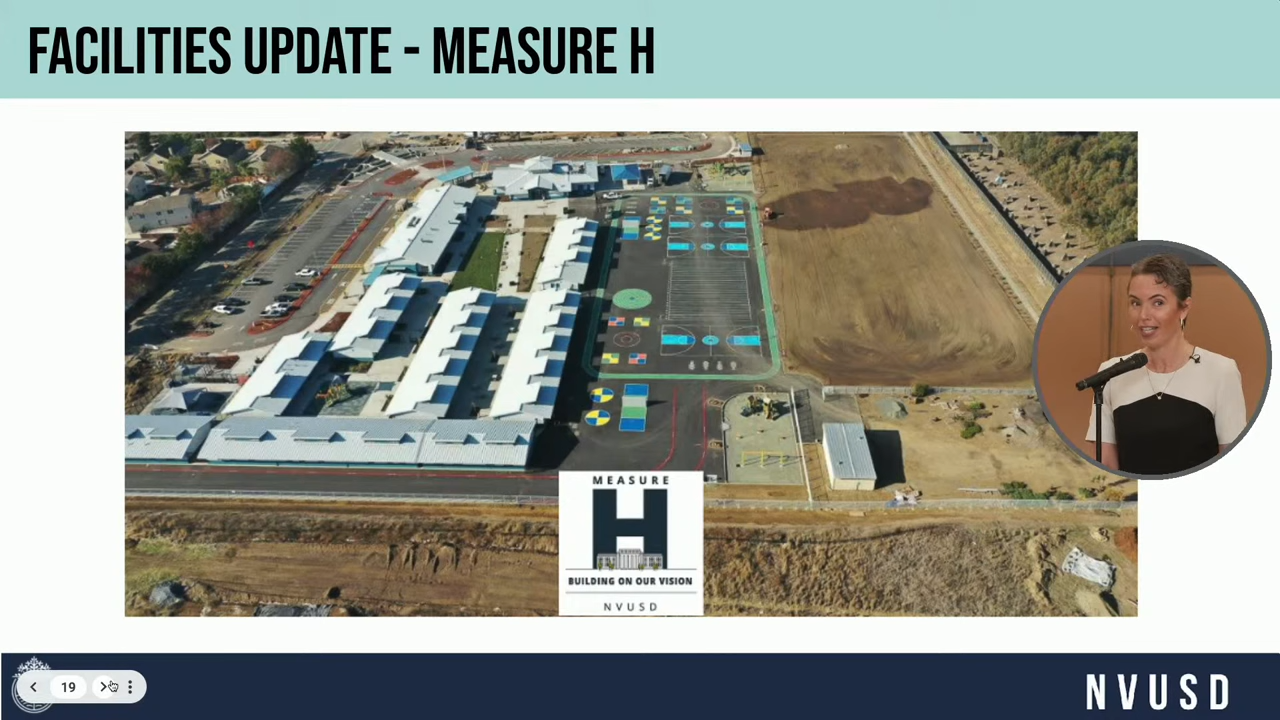 FACILITIES UPDATE - MEASURE H
MEASURE
H
BUILDING ON OUR VISION
NVUSD
19
NVUSD